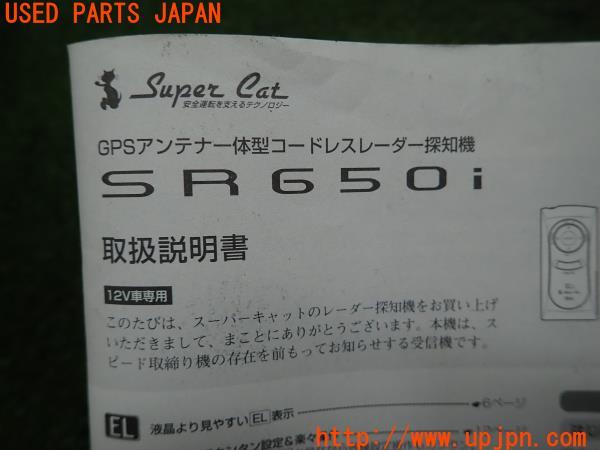 USED PARTS JAPAN
Super Cat
安全運転を支えるテクノロジー
GPSアンテナ一体型コードレスレーダー探知機
SR650i
取扱説明書
12V車専用
このたびは、スーパーキャットのレーダー探知機をお買い上げ
いただきまして、まことにありがとうございます。本機は、ス
ピード取締り機の存在を前もってお知らせする受信機です。
EL 液晶より見やすいEL表示 6ページ
カンタン設定&楽々
http://www.upjpn.com